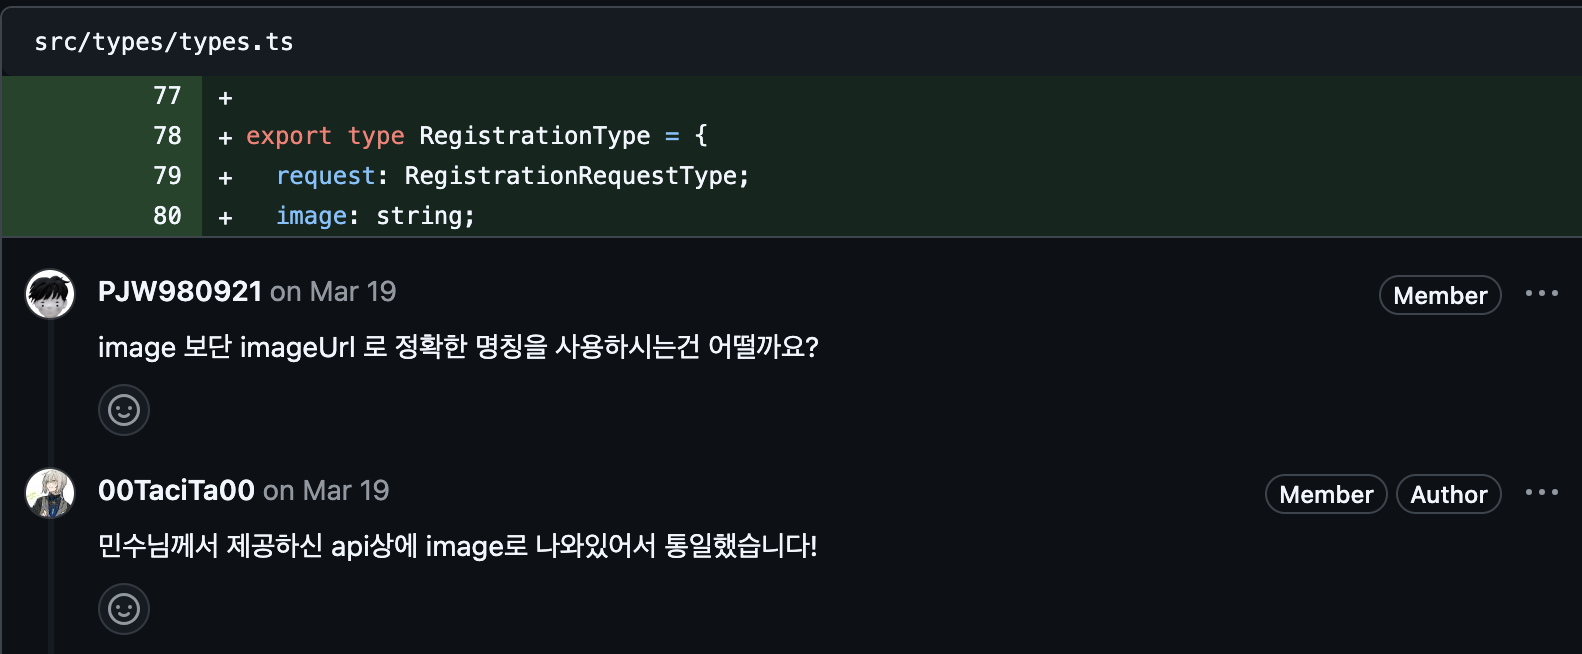 src/types/types.ts
77 +
78 + export type RegistrationType = {
79 + request: RegistrationRequestType;
80 + image: string;
PJW980921 on Mar 19 Member ...
image 보단 imageUrl 로 정확한 명칭을 사용하시는건 어떨까요?
00TaciTa00 on Mar 19 Member Author ...
민수님께서 제공하신 api상에 image로 나와있어서 통일했습니다!